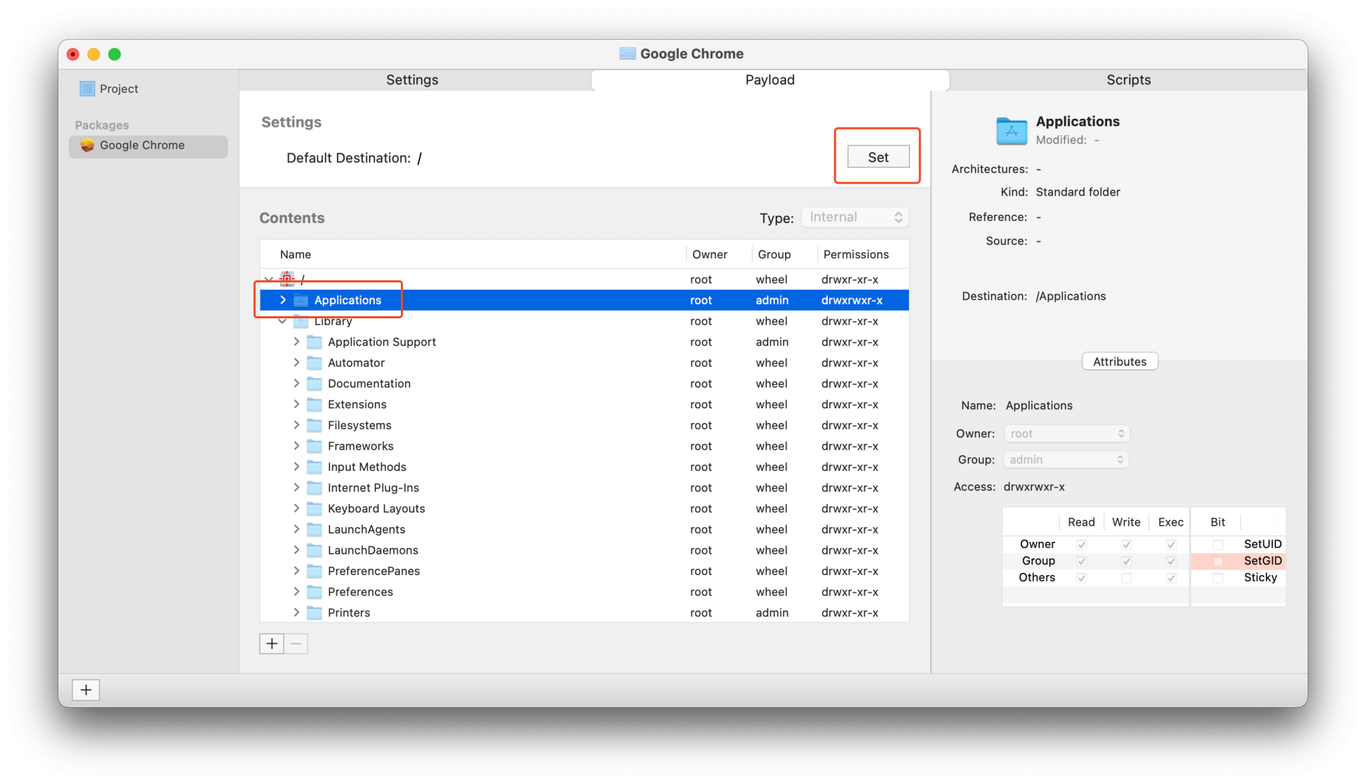 Google Chrome
Project
Packages
Google Chrome
Settings
Payload
Scripts
Settings
Default Destination: /
Set
Contents
Type: Internal
Name Owner Group Permissions
/ root wheel drwxr-xr-x
Applications root admin drwxrwxr-x
Library root wheel drwxr-xr-x
Application Support root admin drwxr-xr-x
Automator root wheel drwxr-xr-x
Documentation root wheel drwxr-xr-x
Extensions root wheel drwxr-xr-x
Filesystems root wheel drwxr-xr-x
Frameworks root wheel drwxr-xr-x
Input Methods root wheel drwxr-xr-x
Internet Plug-Ins root wheel drwxr-xr-x
Keyboard Layouts root wheel drwxr-xr-x
LaunchAgents root wheel drwxr-xr-x
LaunchDaemons root wheel drwxr-xr-x
PreferencePanes root wheel drwxr-xr-x
Preferences root wheel drwxr-xr-x
Printers root admin drwxr-xr-x
Applications
Modified: -
Architectures: -
Kind: Standard folder
Reference: -
Source: -
Destination: /Applications
Attributes
Name: Applications
Owner: root
Group: admin
Access: drwxrwxr-x
Read Write Exec Bit
Owner SetUID
Group SetGID
Others Sticky